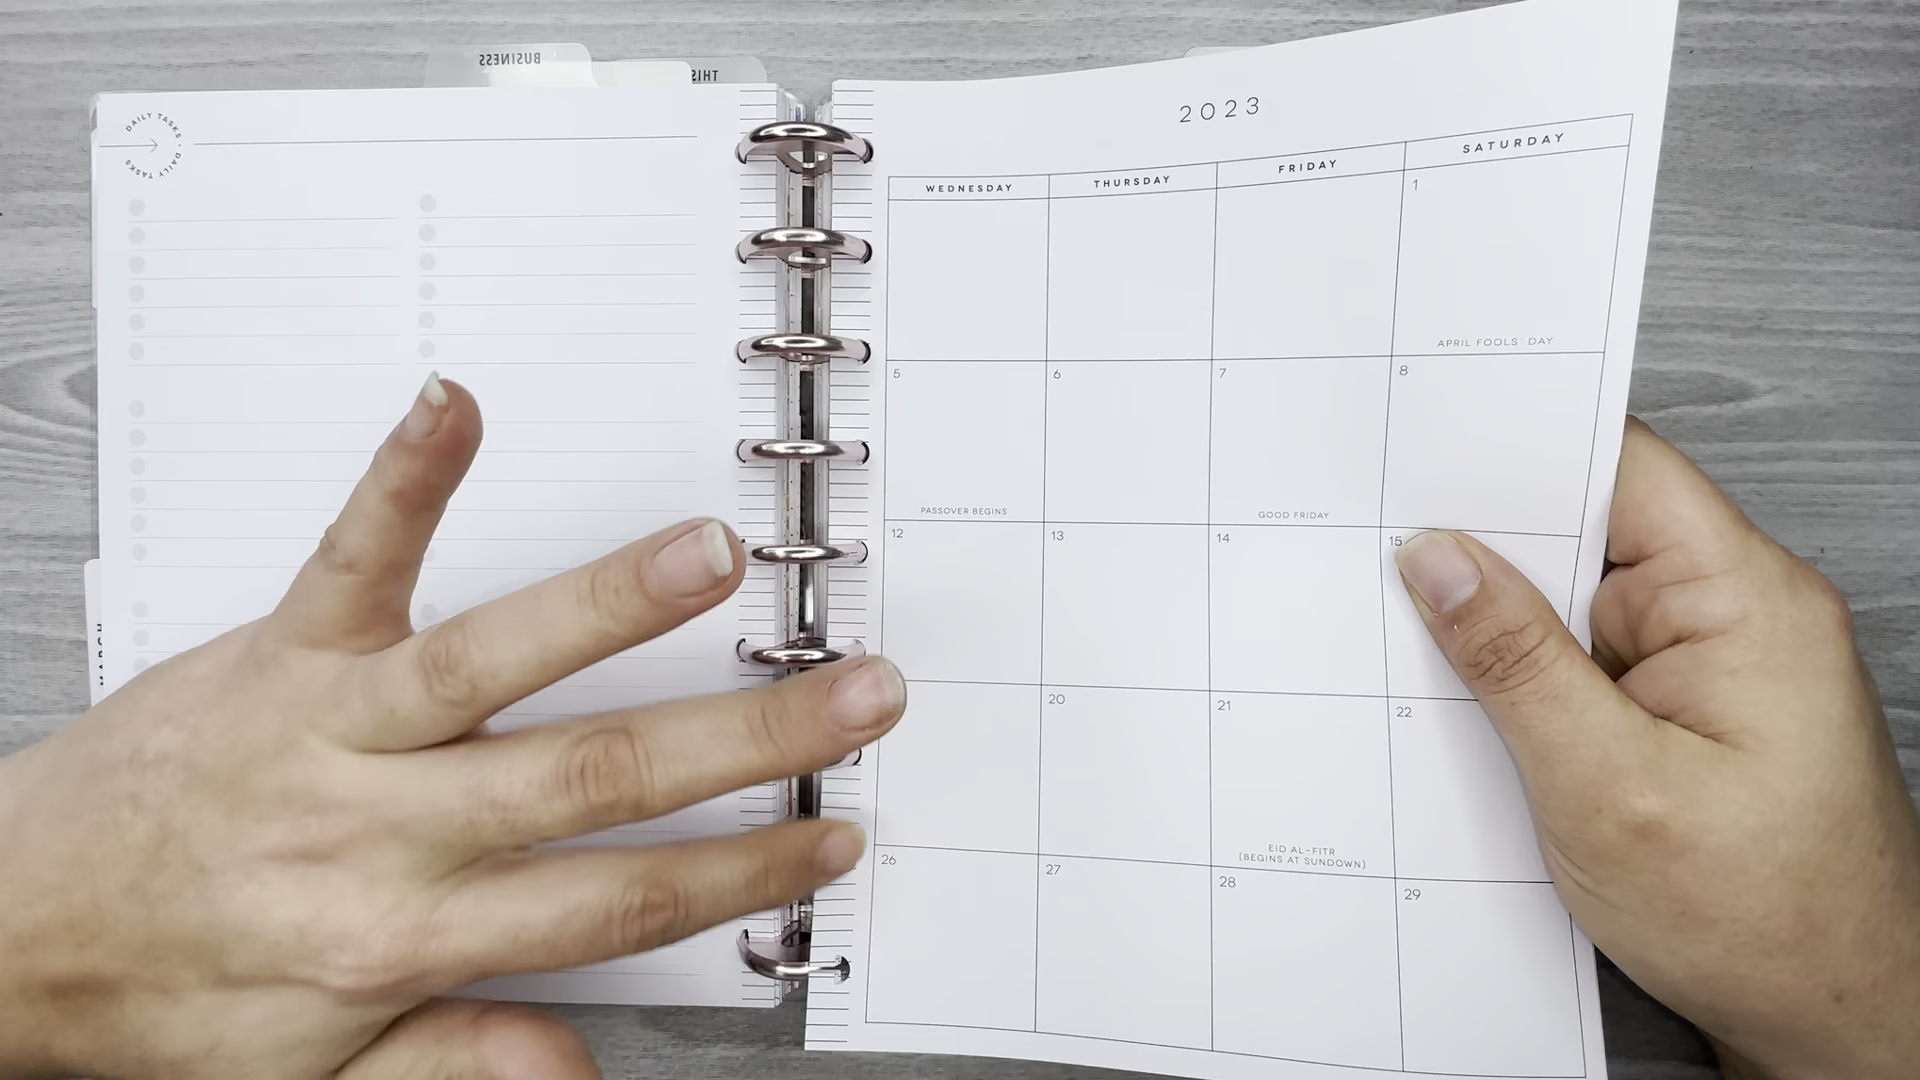 BUSINESS
THIS
DAILY TASKS · DAILY TASKS
MARCH
2023
WEDNESDAY THURSDAY FRIDAY SATURDAY
1
APRIL FOOLS' DAY
5 6 7 8
PASSOVER BEGINS GOOD FRIDAY
12 13 14 15
20 21 22
EID AL-FITR
(BEGINS AT SUNDOWN)
26 27 28 29